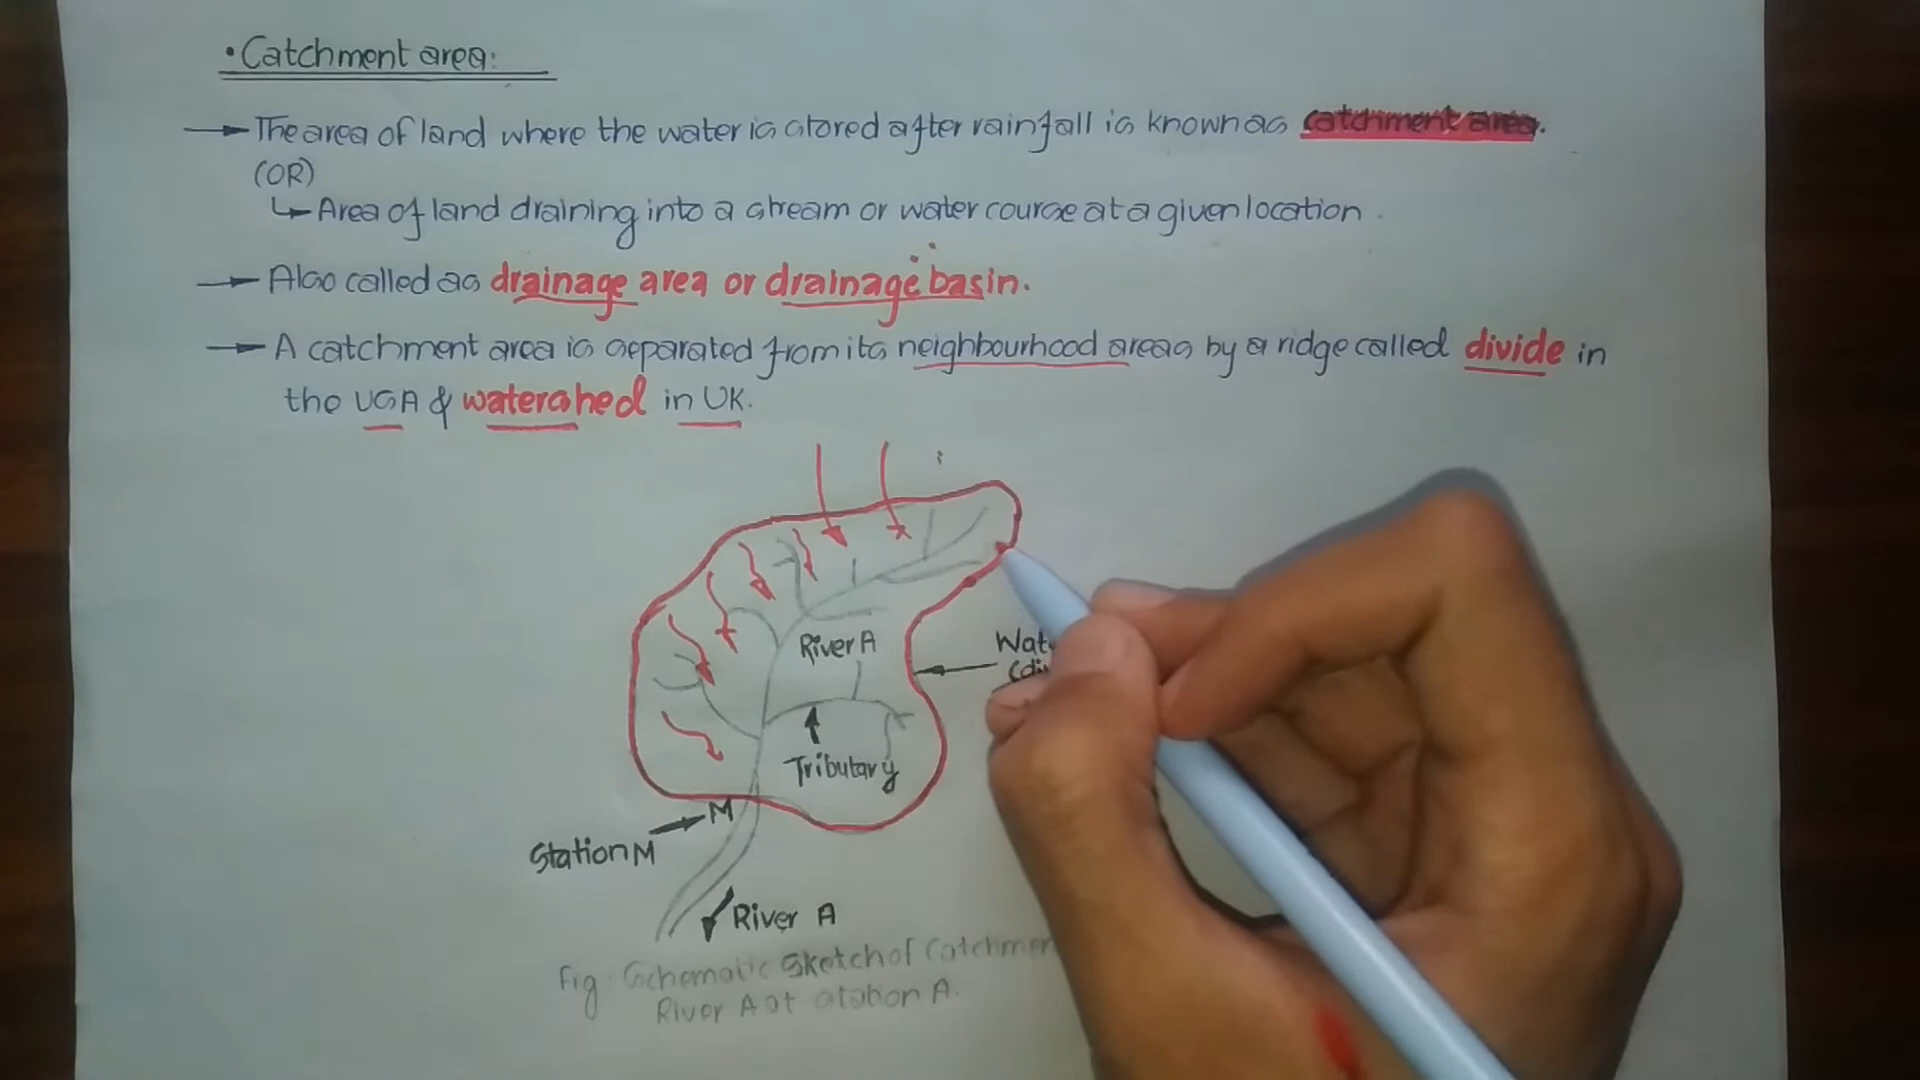 • Catchment area:
→ The area of land where the water is stored after rainfall is known as catchment area.
(OR)
↳ Area of land draining into a stream or water course at a given location.
→ Also called as drainage area or drainage basin.
→ A catchment area is separated from its neighbourhood areas by a ridge called divide in
the USA & watershed in UK.
River A
Tributary
M
Station M
River A
Fig: Schematic sketch of
River A at station A.